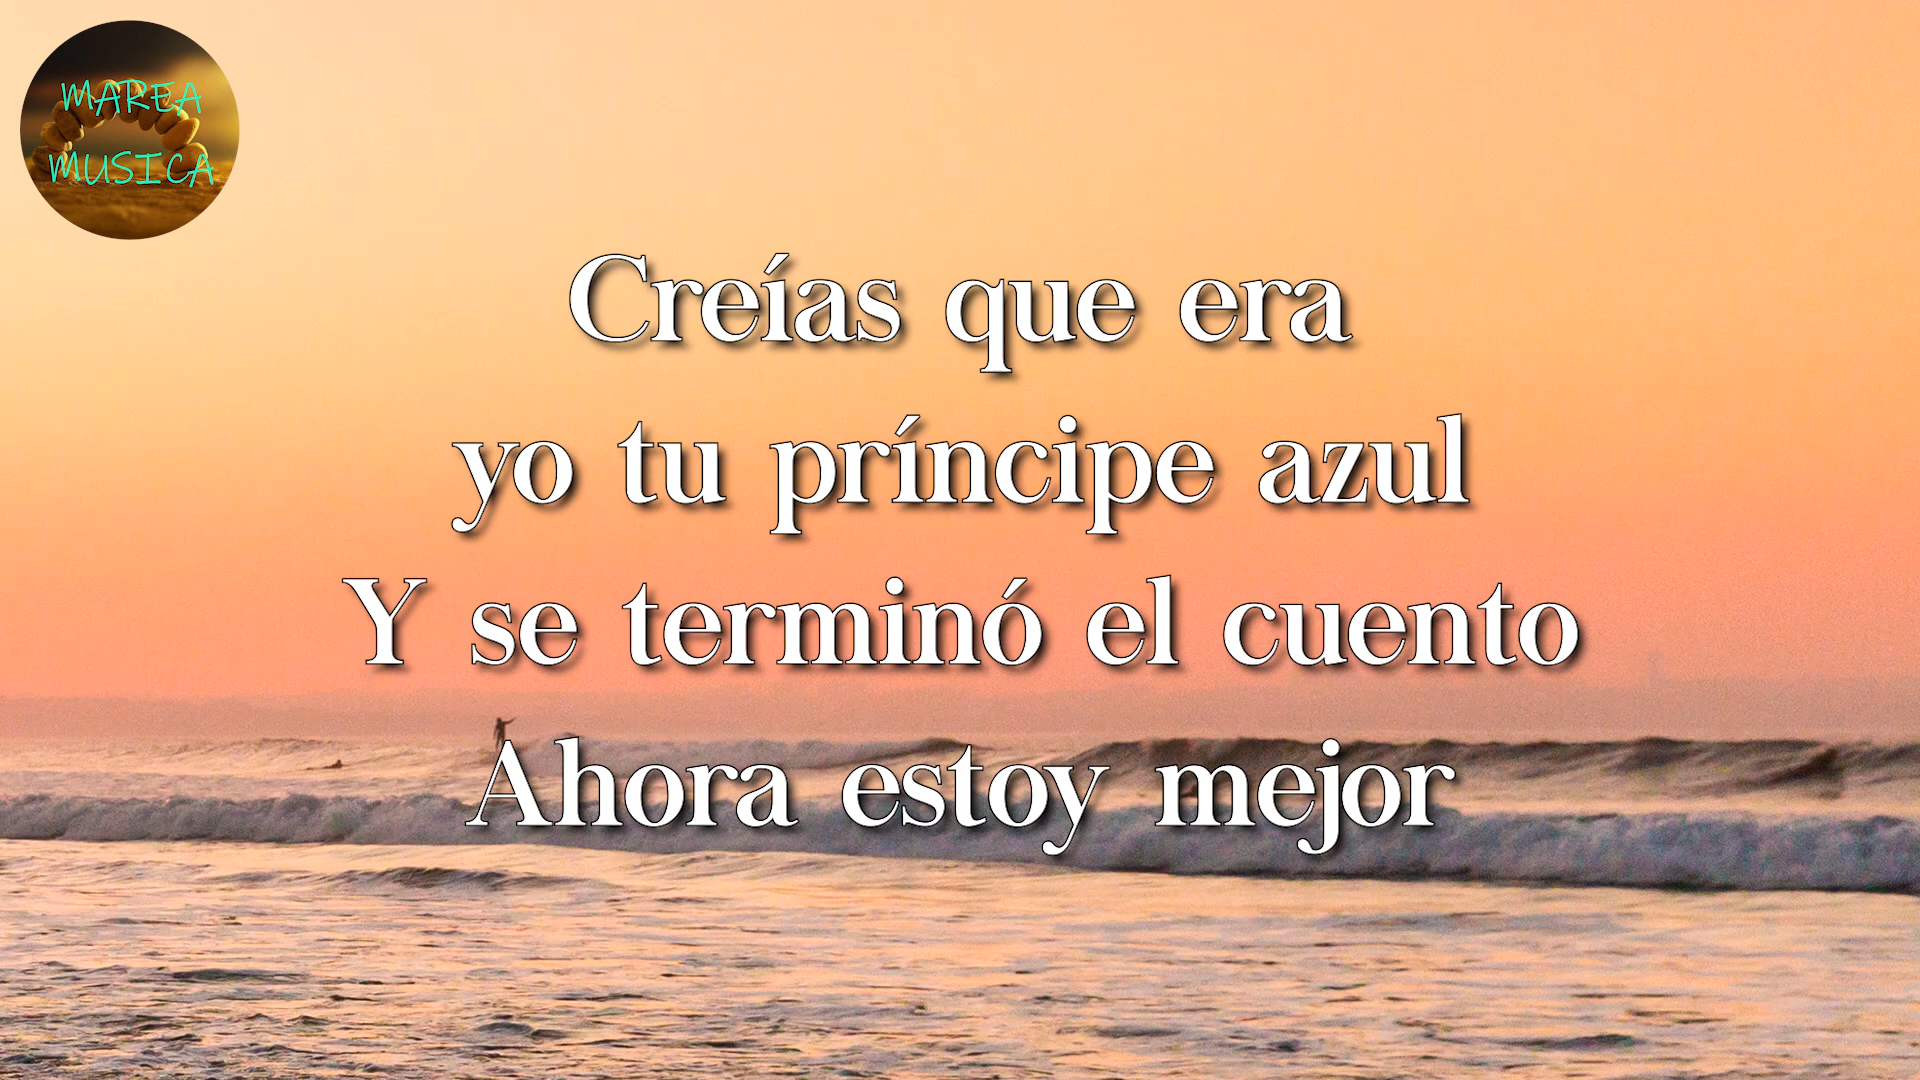 MAREA
MUSICA
Creías que era
yo tu príncipe azul
Y se terminó el cuento
Ahora estoy mejor